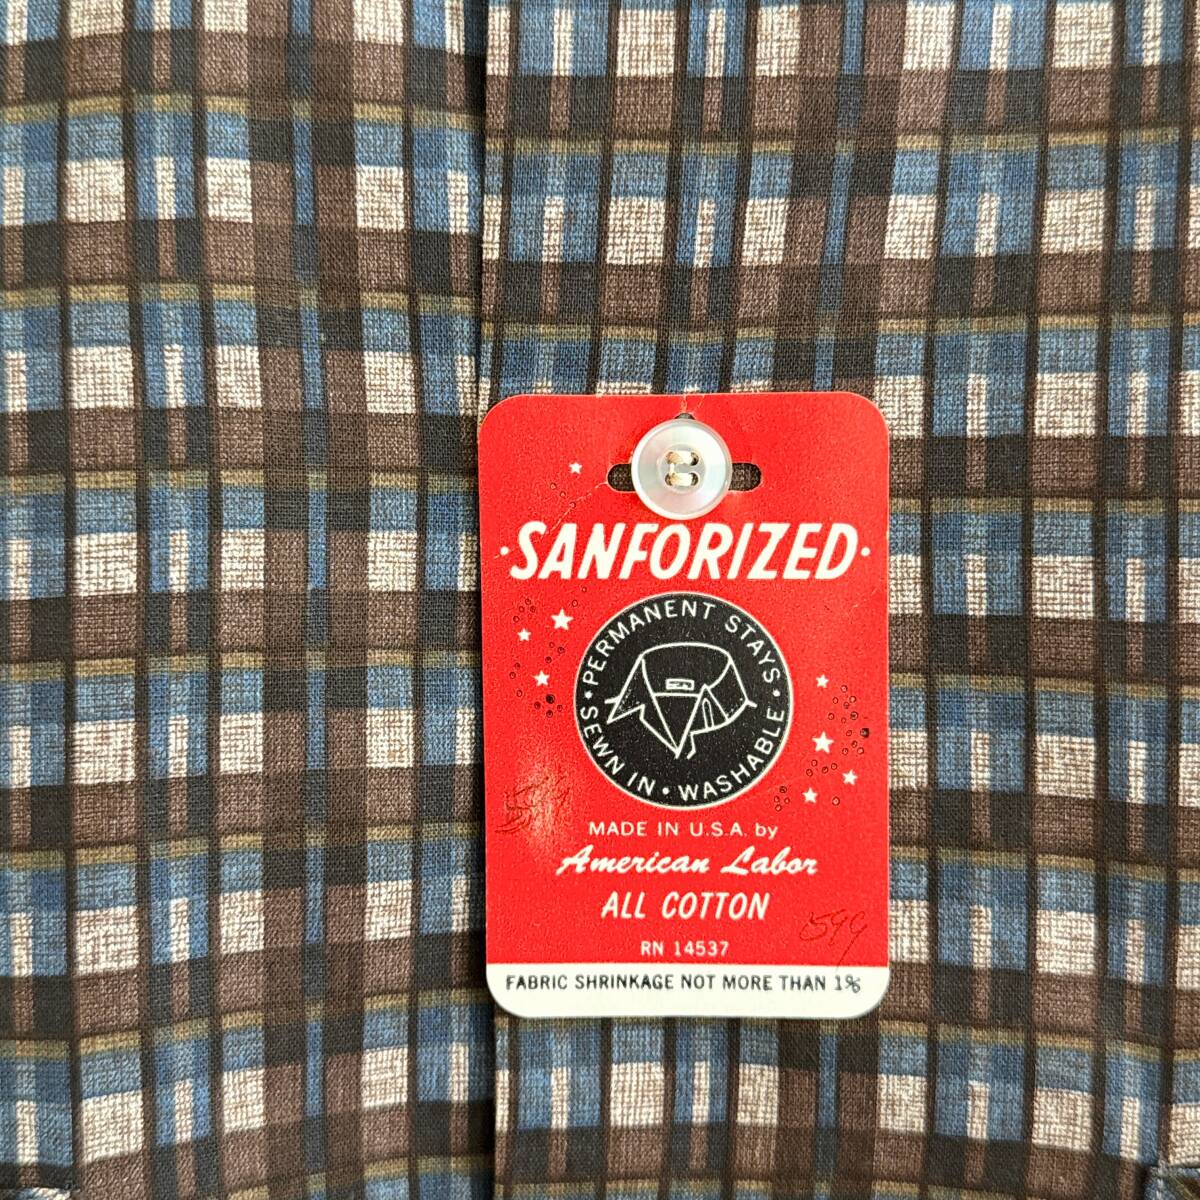 ·SANFORIZED·
PERMANENT STAYS
· SEWN IN · WASHABLE ·
MADE IN U.S.A. by
American Labor
ALL COTTON
599
RN 14537
FABRIC SHRINKAGE NOT MORE THAN 1%